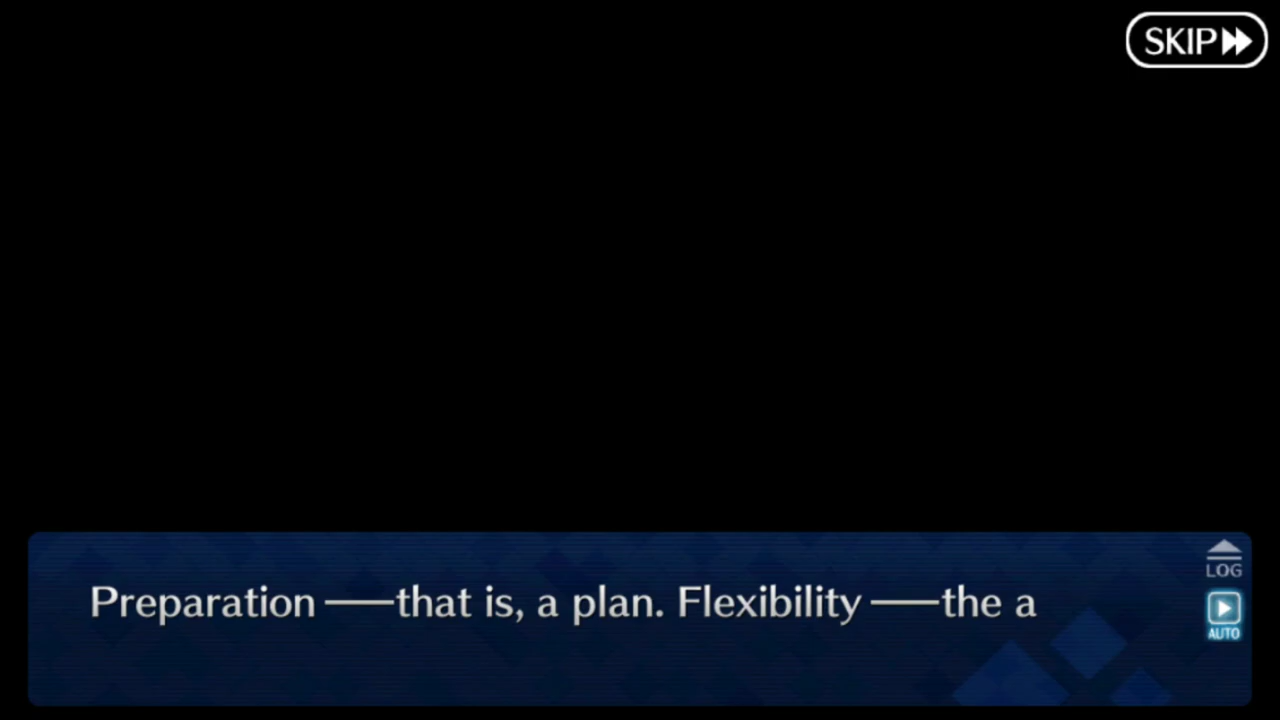 SKIP
LOG
Preparation ——that is, a plan. Flexibility ——the a
AUTO